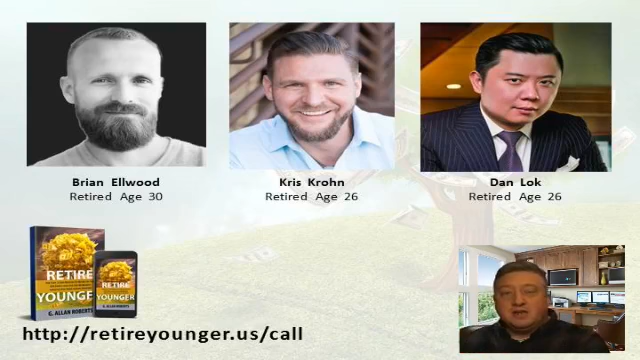 Brian Ellwood
Retired Age 30
Kris Krohn
Retired Age 26
Dan Lok
Retired Age 26
RETIRE
YOUNGER
G. ALLAN ROBERTS
RETIRE
YOUNGER
http://retireyounger.us/call